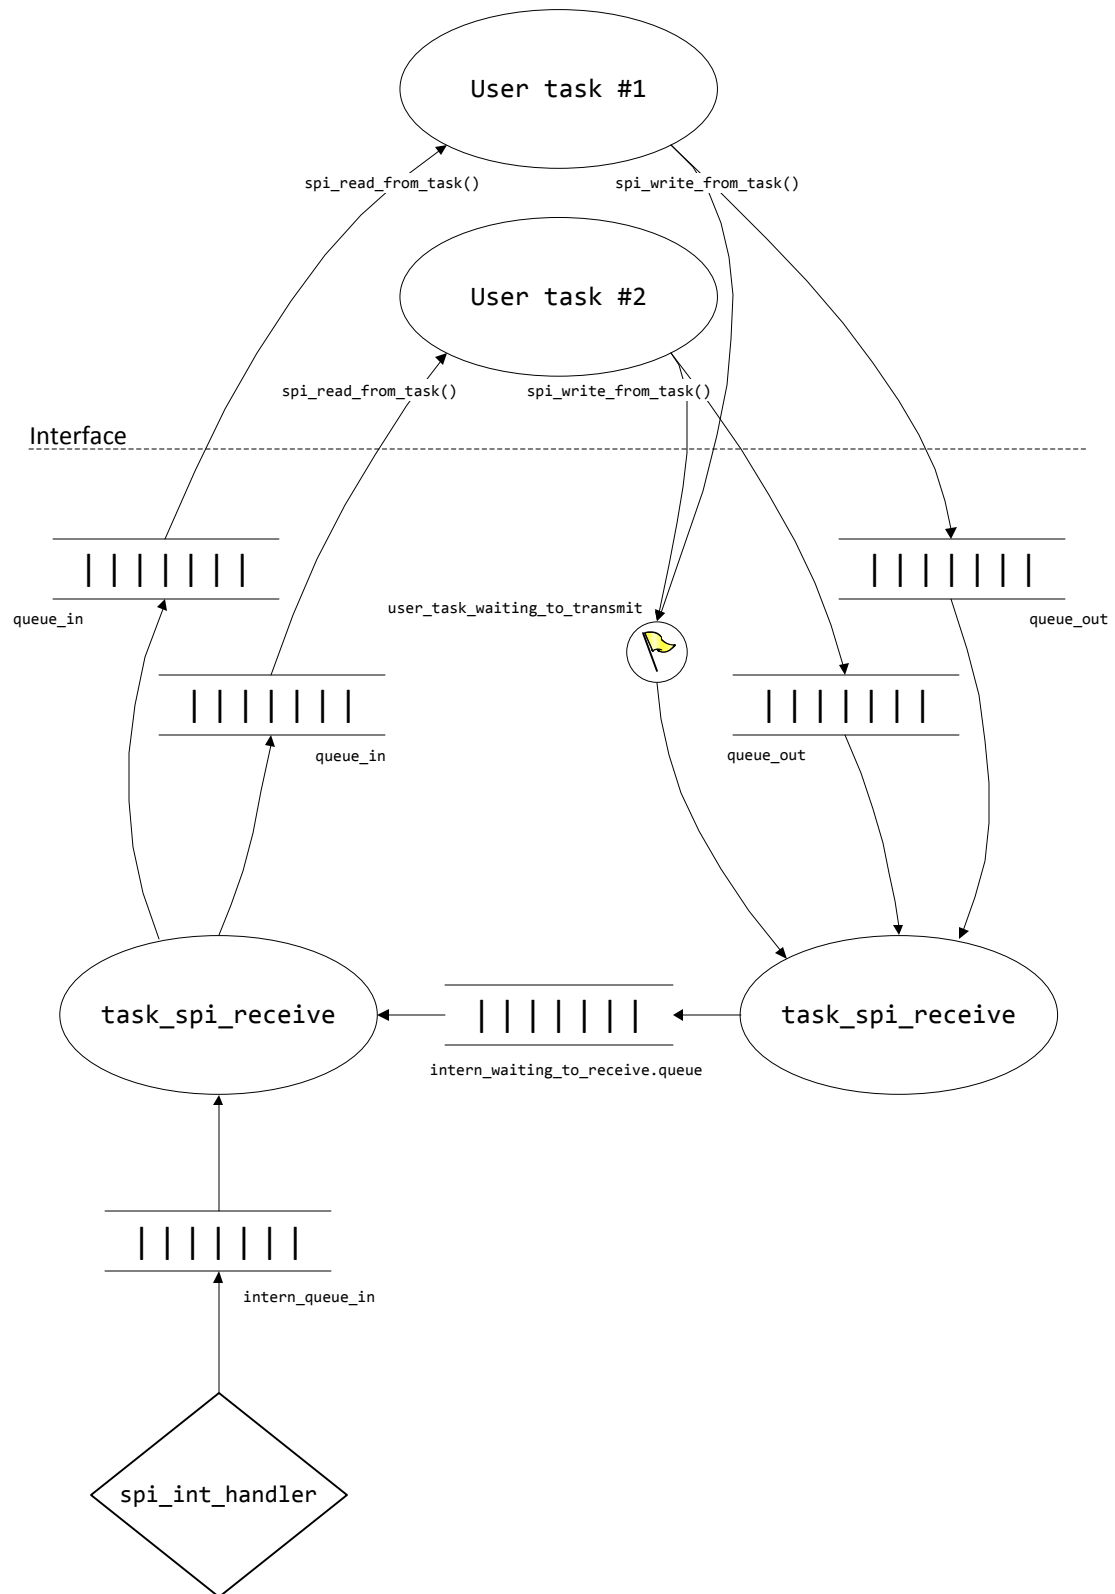 User task #1
spi_read_from_task()
spi_write_from_task()
User task #2
spi_read_from_task()
spi_write_from_task()
Interface
user_task_waiting_to_transmit
queue_in
queue_out
queue_in
queue_out
task_spi_receive
task_spi_receive
intern_waiting_to_receive.queue
intern_queue_in
spi_int_handler